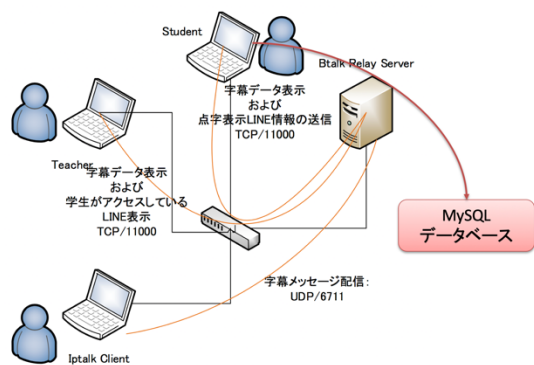 Student
Btalk Relay Server
字幕データ表示
および
点字表示LINE情報の送信
TCP/11000
Teacher
字幕データ表示
および
学生がアクセスしている
LINE表示
TCP/11000
MySQL
データベース
字幕メッセージ配信：
UDP/6711
Iptalk Client